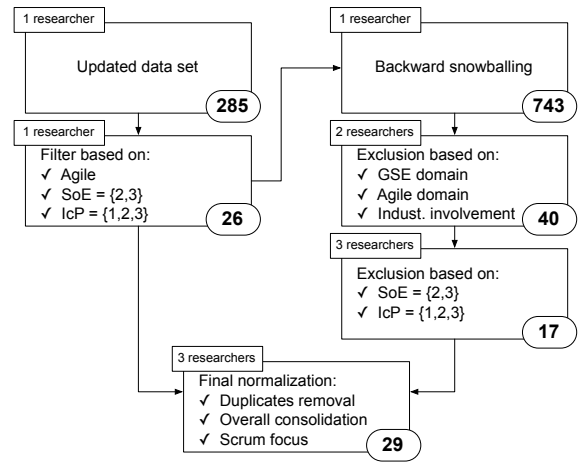 1 researcher
Updated data set
285
1 researcher
Filter based on:
✓ Agile
✓ SoE = {2,3}
✓ IcP = {1,2,3}
26
1 researcher
Backward snowballing
743
2 researchers
Exclusion based on:
✓ GSE domain
✓ Agile domain
✓ Indust. involvement
40
3 researchers
Exclusion based on:
✓ SoE = {2,3}
✓ IcP = {1,2,3}
17
3 researchers
Final normalization:
✓ Duplicates removal
✓ Overall consolidation
✓ Scrum focus
29